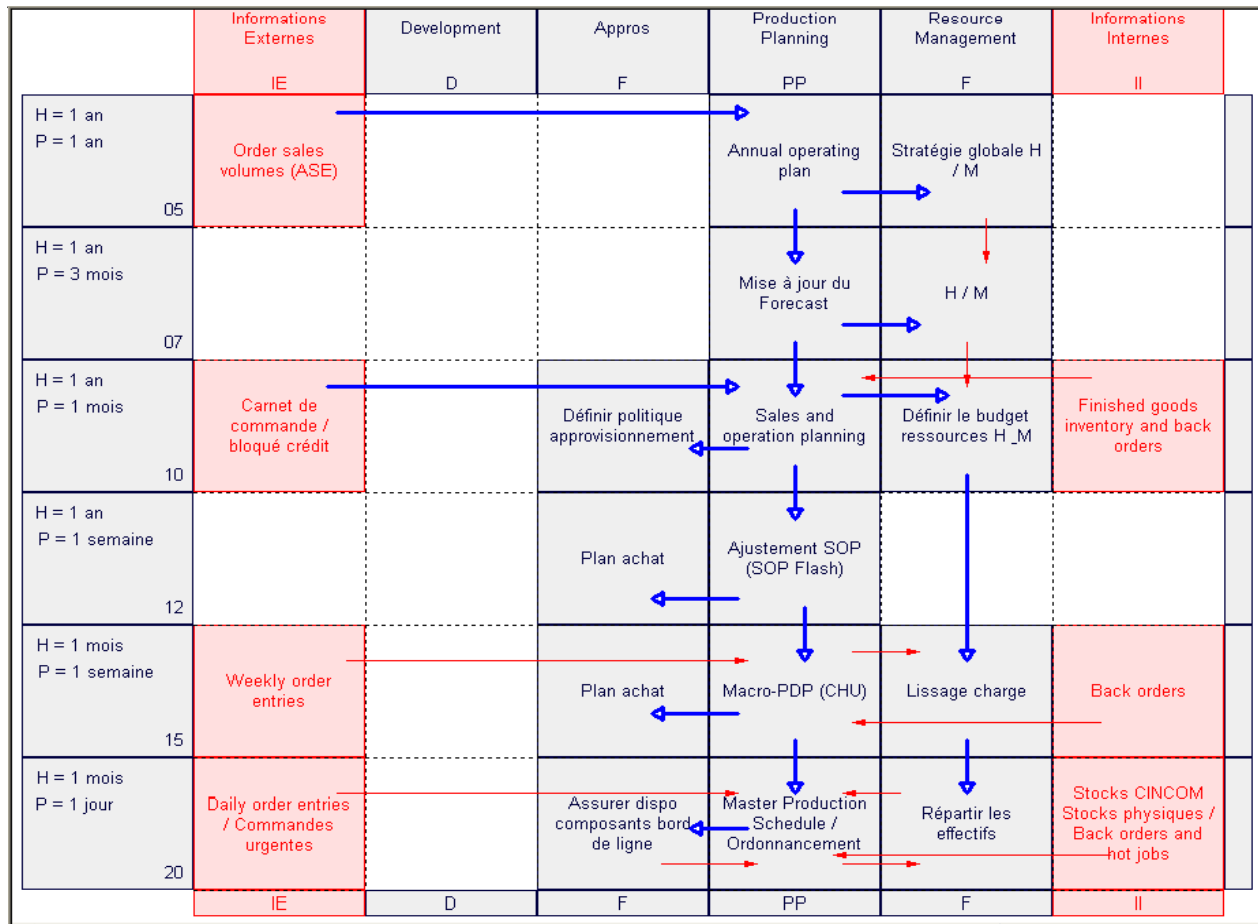 Informations
Externes
IE
Development
D
Appros
F
Production
Planning
PP
Resource
Management
F
Informations
Internes
II
H = 1 an
P = 1 an
05
Order sales
volumes (ASE)
Annual operating
plan
Stratégie globale H
/ M
H = 1 an
P = 3 mois
07
Mise à jour du
Forecast
H / M
H = 1 an
P = 1 mois
10
Carnet de
commande /
bloqué crédit
Définir politique
approvisionnement
Sales and
operation planning
Définir le budget
ressources H _M
Finished goods
inventory and back
orders
H = 1 an
P = 1 semaine
12
Plan achat
Ajustement SOP
(SOP Flash)
H = 1 mois
P = 1 semaine
15
Weekly order
entries
Plan achat
Macro-PDP (CHU)
Lissage charge
Back orders
H = 1 mois
P = 1 jour
20
Daily order entries
/ Commandes
urgentes
Assurer dispo
composants bord
de ligne
Master Production
Schedule /
Ordonnancement
Répartir les
effectifs
Stocks CINCOM
Stocks physiques /
Back orders and
hot jobs
IE
D
F
PP
F
II